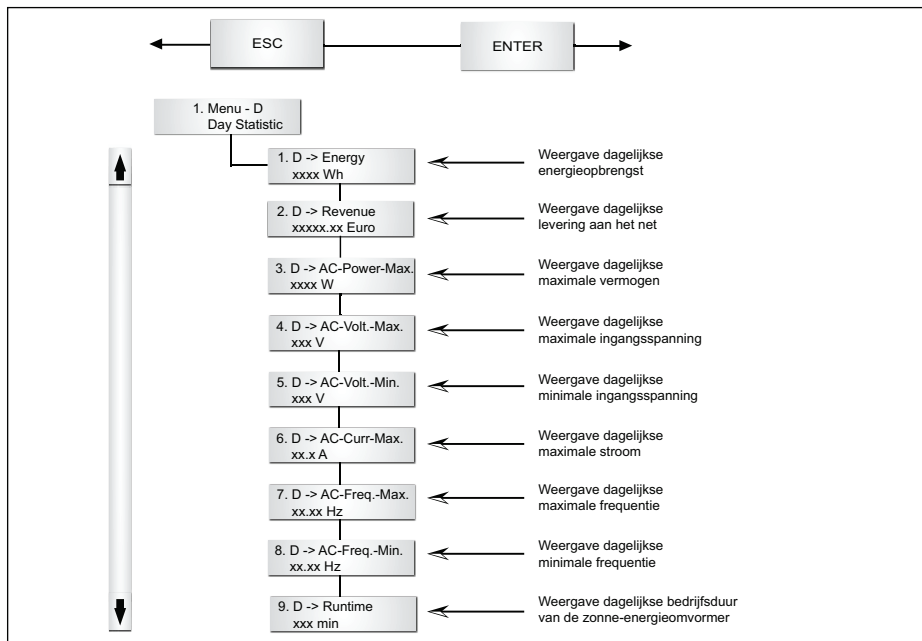 ESC
ENTER
1. Menu - D
Day Statistic
1. D -> Energy
xxxx Wh
Weergave dagelijkse
energieopbrengst
2. D -> Revenue
xxxxx.xx Euro
Weergave dagelijkse
levering aan het net
3. D -> AC-Power-Max.
xxxx W
Weergave dagelijkse
maximale vermogen
4. D -> AC-Volt.-Max.
xxx V
Weergave dagelijkse
maximale ingangsspanning
5. D -> AC-Volt.-Min.
xxx V
Weergave dagelijkse
minimale ingangsspanning
6. D -> AC-Curr-Max.
xx.x A
Weergave dagelijkse
maximale stroom
7. D -> AC-Freq.-Max.
xx.xx Hz
Weergave dagelijkse
maximale frequentie
8. D -> AC-Freq.-Min.
xx.xx Hz
Weergave dagelijkse
minimale frequentie
9. D -> Runtime
xxx min
Weergave dagelijkse bedrijfsduur
van de zonne-energieomvormer